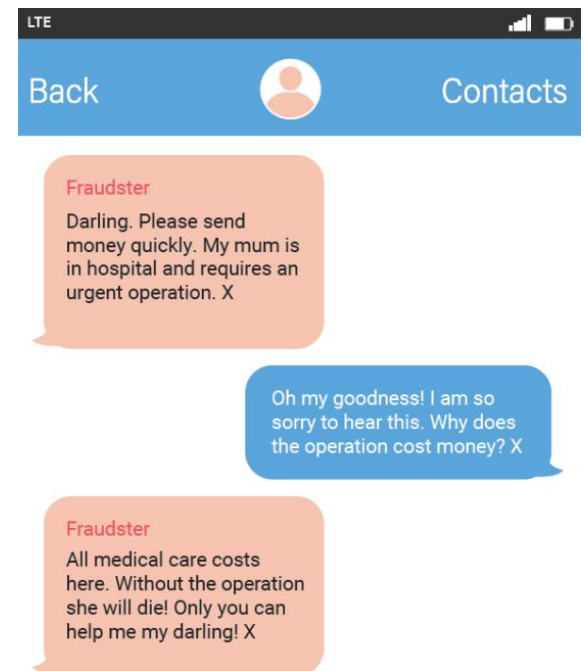 LTE
Back
Contacts
Fraudster
Darling. Please send
money quickly. My mum is
in hospital and requires an
urgent operation. X
Oh my goodness! I am so
sorry to hear this. Why does
the operation cost money? X
Fraudster
All medical care costs
here. Without the operation
she will die! Only you can
help me my darling! X